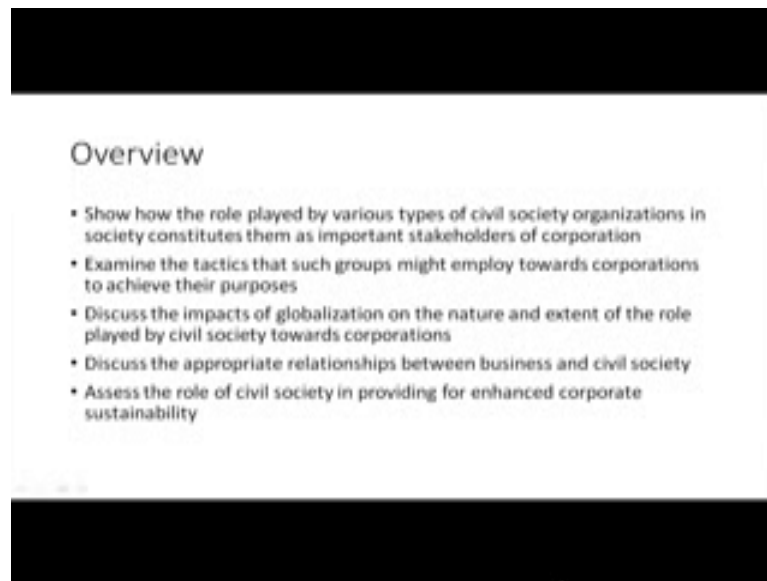 Overview
• Show how the role played by various types of civil society organizations in
society constitutes them as important stakeholders of corporation
• Examine the tactics that such groups might employ towards corporations
to achieve their purposes
• Discuss the impacts of globalization on the nature and extent of the role
played by civil society towards corporations
• Discuss the appropriate relationships between business and civil society
• Assess the role of civil society in providing for enhanced corporate
sustainability